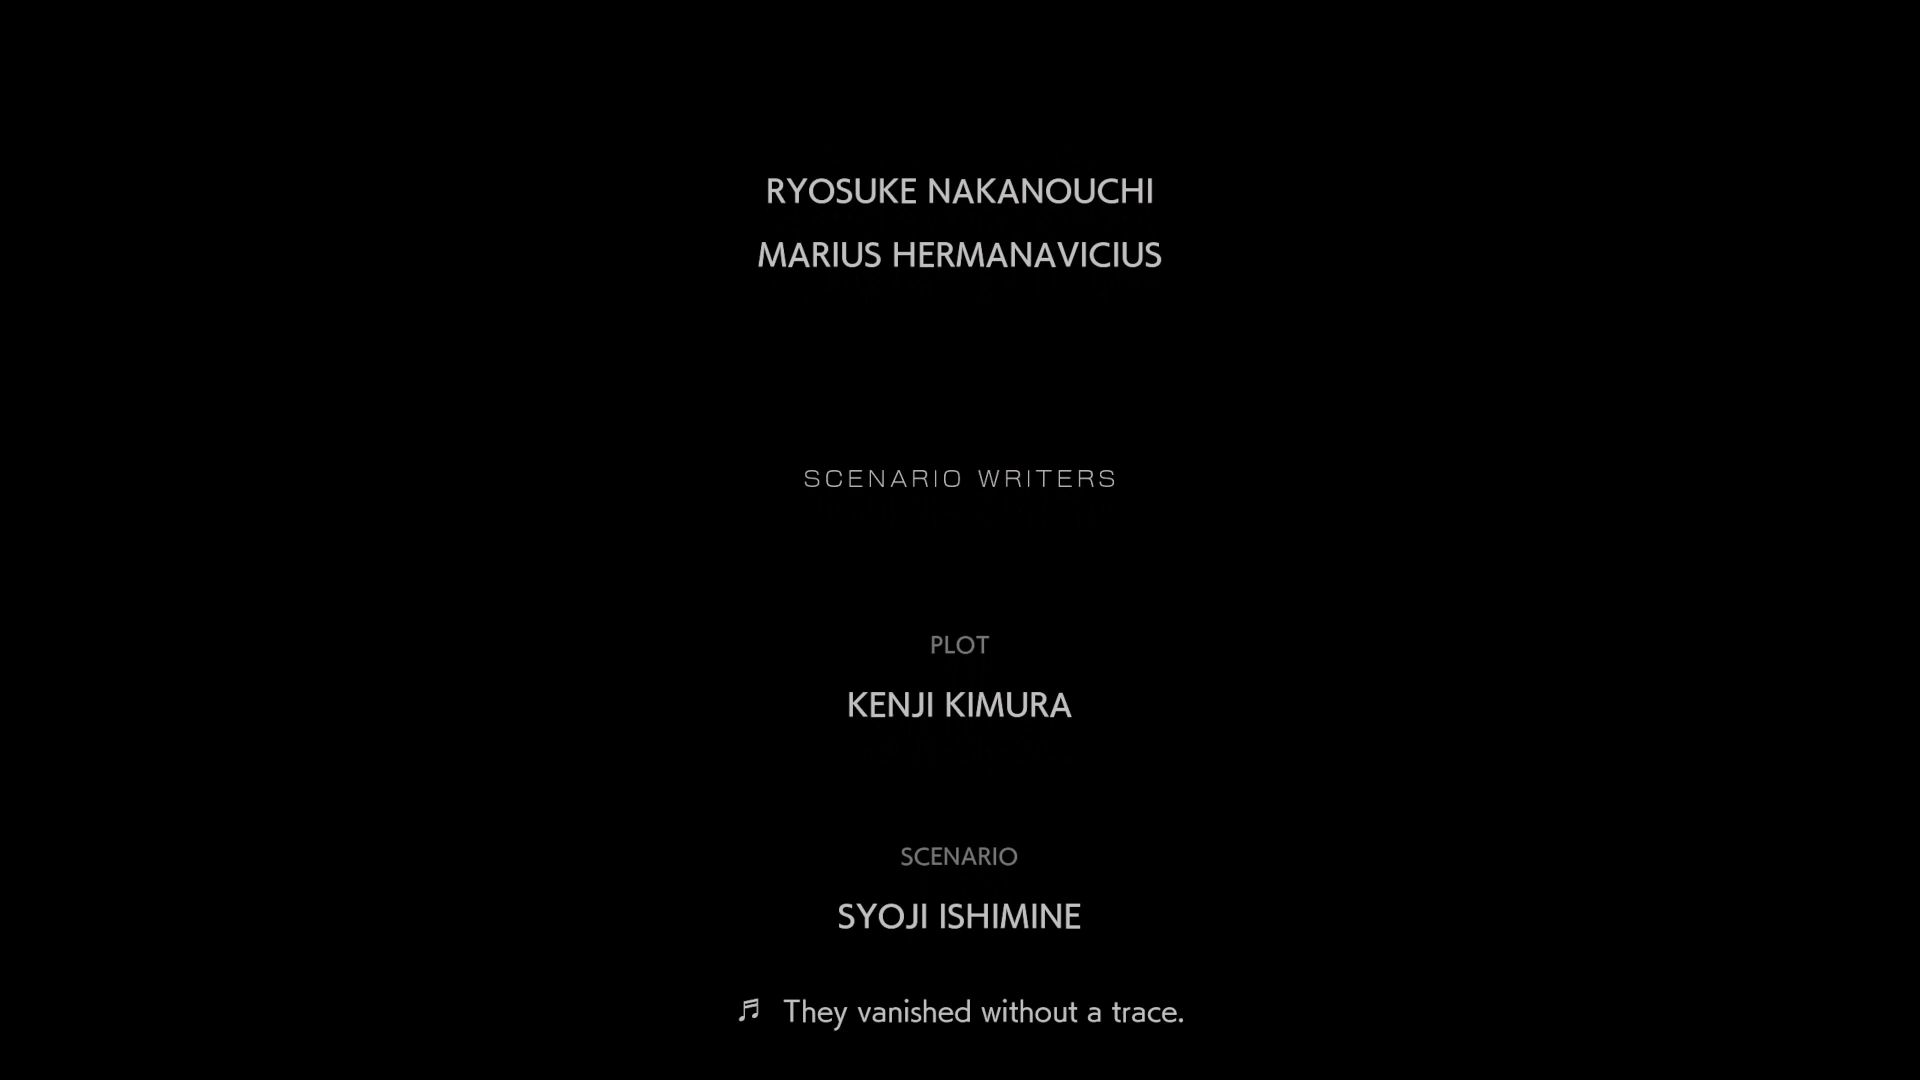 RYOSUKE NAKANOUCHI
MARIUS HERMANAVICIUS
SCENARIO WRITERS
PLOT
KENJI KIMURA
SCENARIO
SYOJI ISHIMINE
♬ They vanished without a trace.